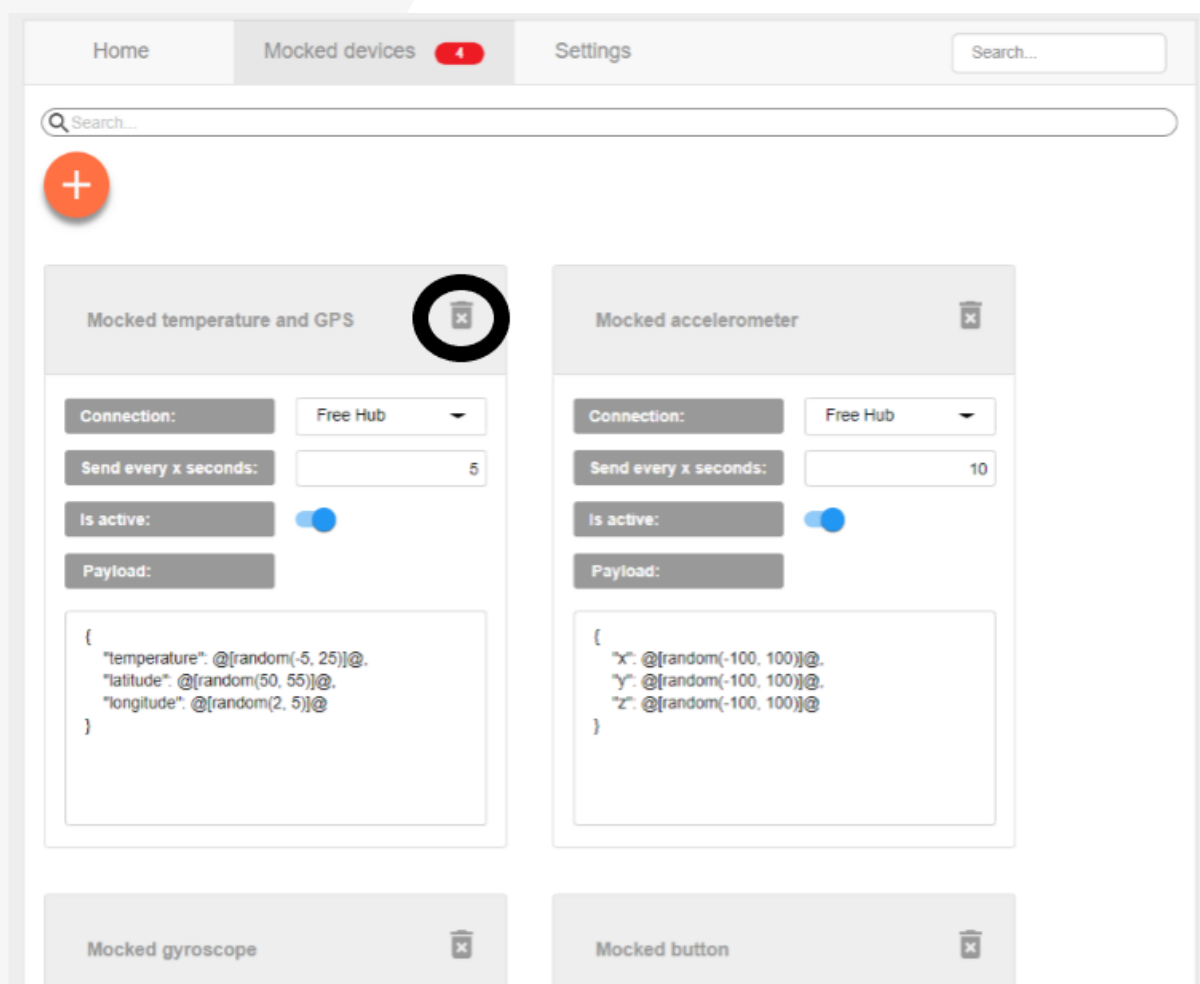 Home Mocked devices 4 Settings Search...
Search...
Mocked temperature and GPS
Connection: Free Hub
Send every x seconds: 5
Is active:
Payload:
{
"temperature": @[random(-5, 25)]@,
"latitude": @[random(50, 55)]@,
"longitude": @[random(2, 5)]@
}
Mocked accelerometer
Connection: Free Hub
Send every x seconds: 10
Is active:
Payload:
{
"x": @[random(-100, 100)]@,
"y": @[random(-100, 100)]@,
"z": @[random(-100, 100)]@
}
Mocked gyroscope
Mocked button